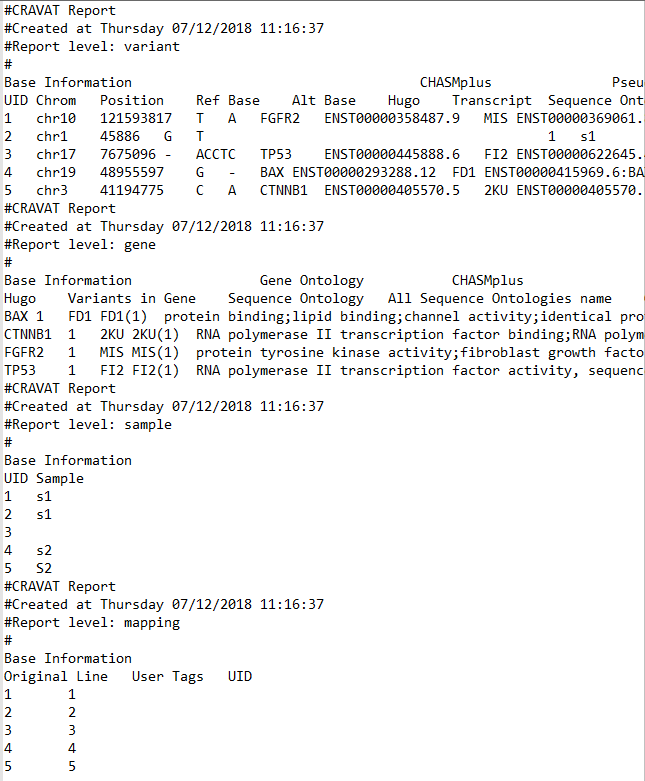 #CRAVAT Report
#Created at Thursday 07/12/2018 11:16:37
#Report level: variant
#
Base Information CHASMplus Pseu
UID Chrom Position Ref Base Alt Base Hugo Transcript Sequence Ont
1 chr10 121593817 T A FGFR2 ENST00000358487.9 MIS ENST00000369061.
2 chr1 45886 G T 1 s1
3 chr17 7675096 - ACCTC TP53 ENST00000445888.6 FI2 ENST00000622645.
4 chr19 48955597 G - BAX ENST00000293288.12 FD1 ENST00000415969.6:BA
5 chr3 41194775 C A CTNNB1 ENST00000405570.5 2KU ENST00000405570.
#CRAVAT Report
#Created at Thursday 07/12/2018 11:16:37
#Report level: gene
#
Base Information Gene Ontology CHASMplus
Hugo Variants in Gene Sequence Ontology All Sequence Ontologies name
BAX 1 FD1 FD1(1) protein binding;lipid binding;channel activity;identical pro
CTNNB1 1 2KU 2KU(1) RNA polymerase II transcription factor binding;RNA polym
FGFR2 1 MIS MIS(1) protein tyrosine kinase activity;fibroblast growth facto
TP53 1 FI2 FI2(1) RNA polymerase II transcription factor activity, sequenc
#CRAVAT Report
#Created at Thursday 07/12/2018 11:16:37
#Report level: sample
#
Base Information
UID Sample
1 s1
2 s1
3
4 s2
5 S2
#CRAVAT Report
#Created at Thursday 07/12/2018 11:16:37
#Report level: mapping
#
Base Information
Original Line User Tags UID
1 1
2 2
3 3
4 4
5 5